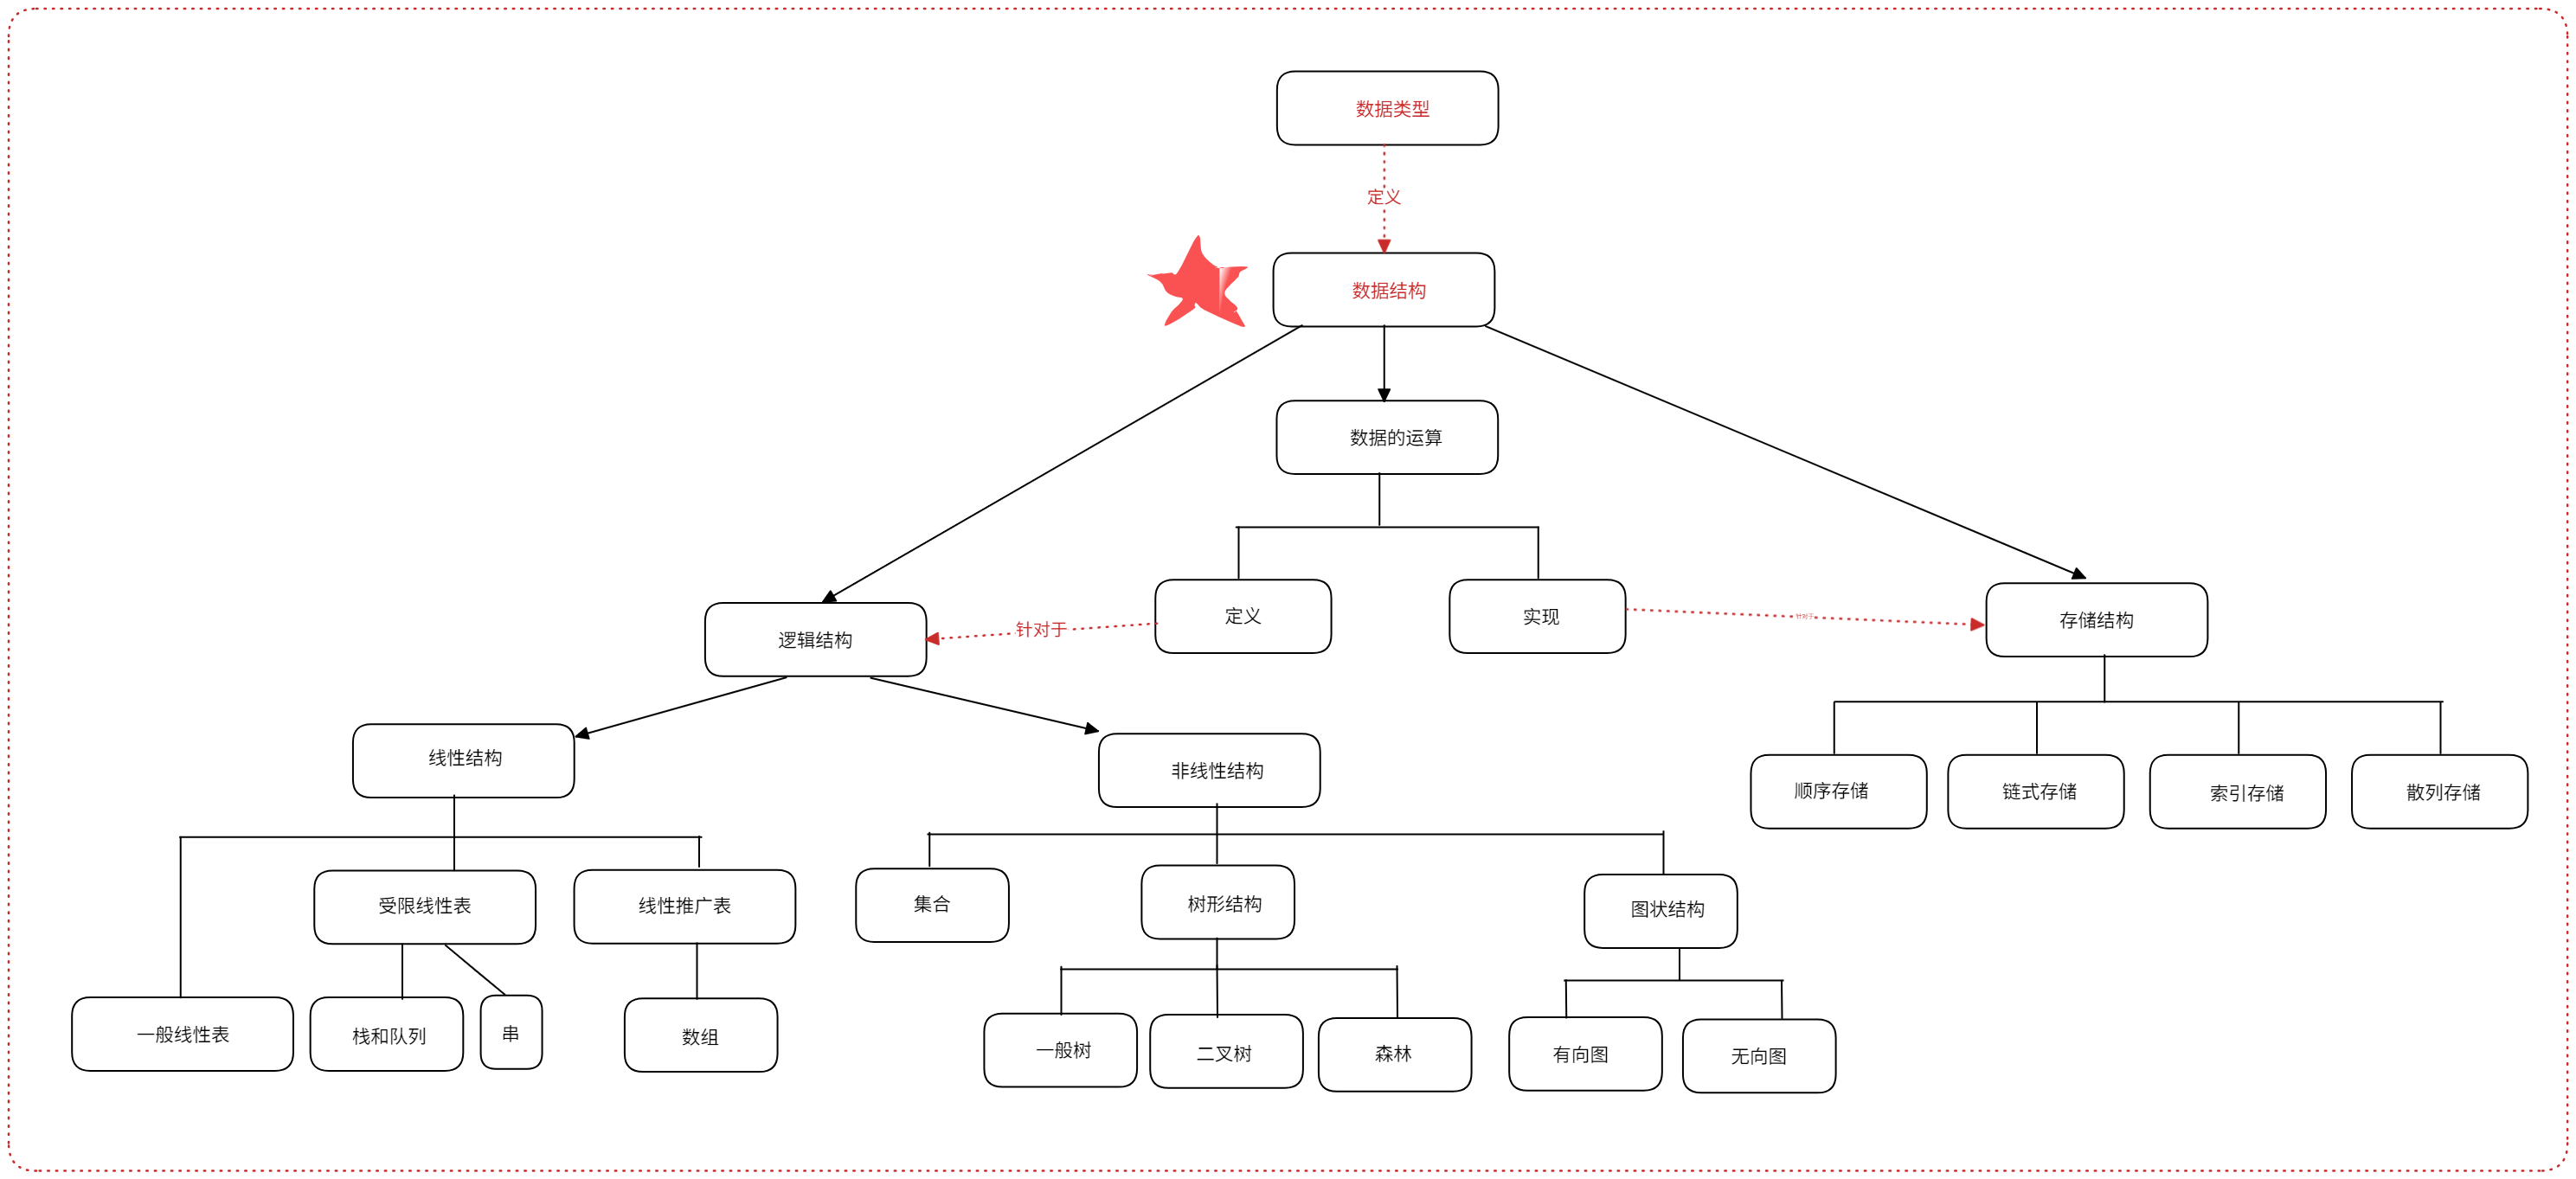 数据类型
定义
数据结构
数据的运算
定义
实现
存储结构
逻辑结构
针对于
针对于
线性结构
非线性结构
顺序存储
链式存储
索引存储
散列存储
受限线性表
线性推广表
集合
树形结构
图状结构
一般线性表
栈和队列
串
数组
一般树
二叉树
森林
有向图
无向图